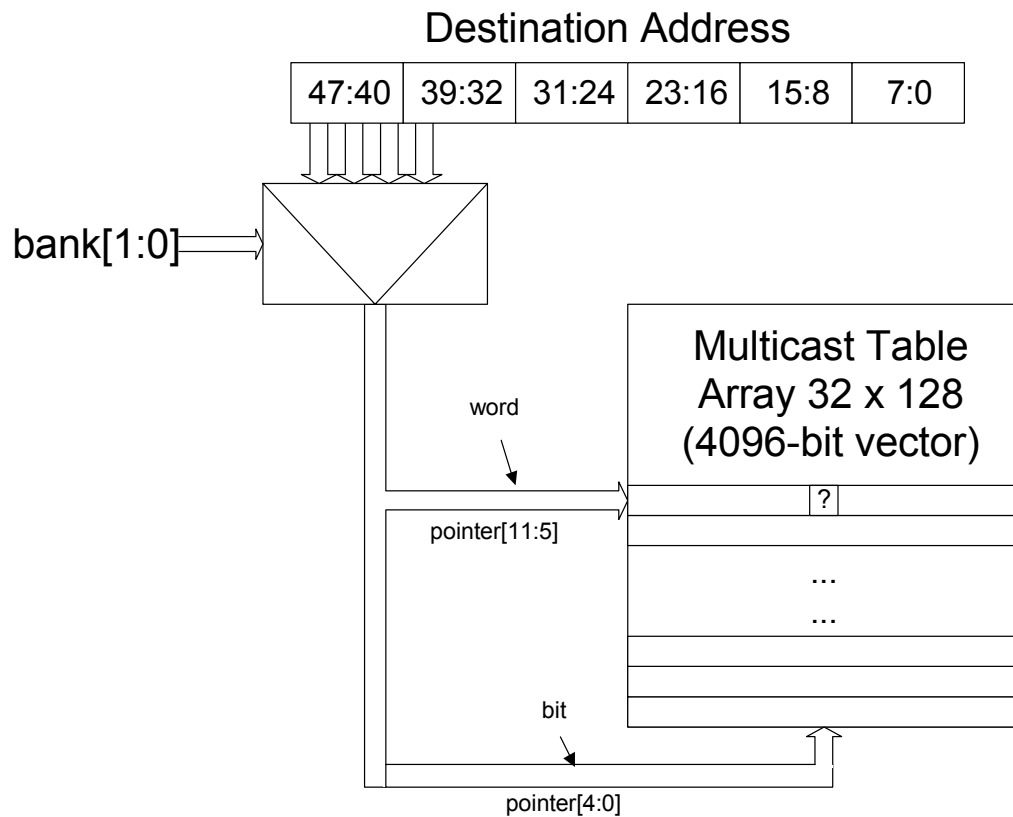 Destination Address
47:40 39:32 31:24 23:16 15:8 7:0
bank[1:0]
Multicast Table
Array 32 x 128
(4096-bit vector)
word
?
pointer[11:5]
...
...
bit
pointer[4:0]